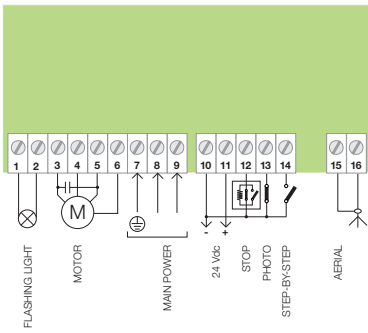 1 2 3 4 5 6 7 8 9 10 11 12 13 14 15 16
M
- +
FLASHING LIGHT
MOTOR
MAIN POWER
24 Vdc
STOP
PHOTO
STEP-BY-STEP
AERIAL